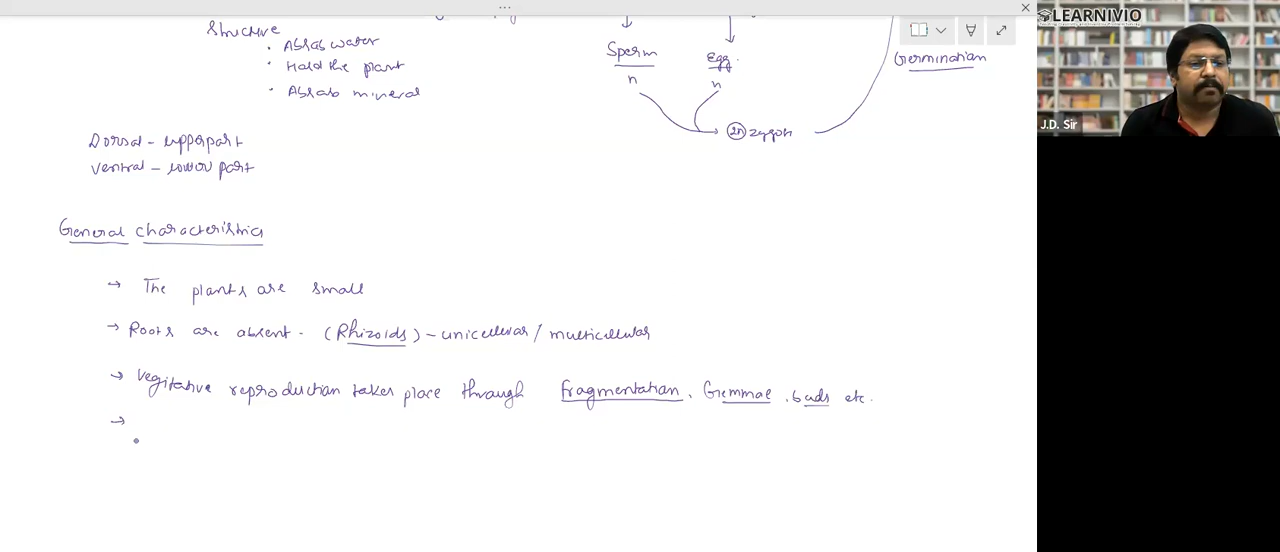 LEARNIVIO
Structure
Sperm
Egg.
Germination
• Absrb water
• Hold the plant
• Absrb mineral
n
n
2n zygote
J.D. Sir
Dorsal - upper part
Ventral - lower part
General characteristics
→ The plants are small
→ Roots are absent - (Rhizoids) - unicellular / multicellular
→ Vegitative reproduction takes place through fragmentation, Gemmae, buds etc.
→